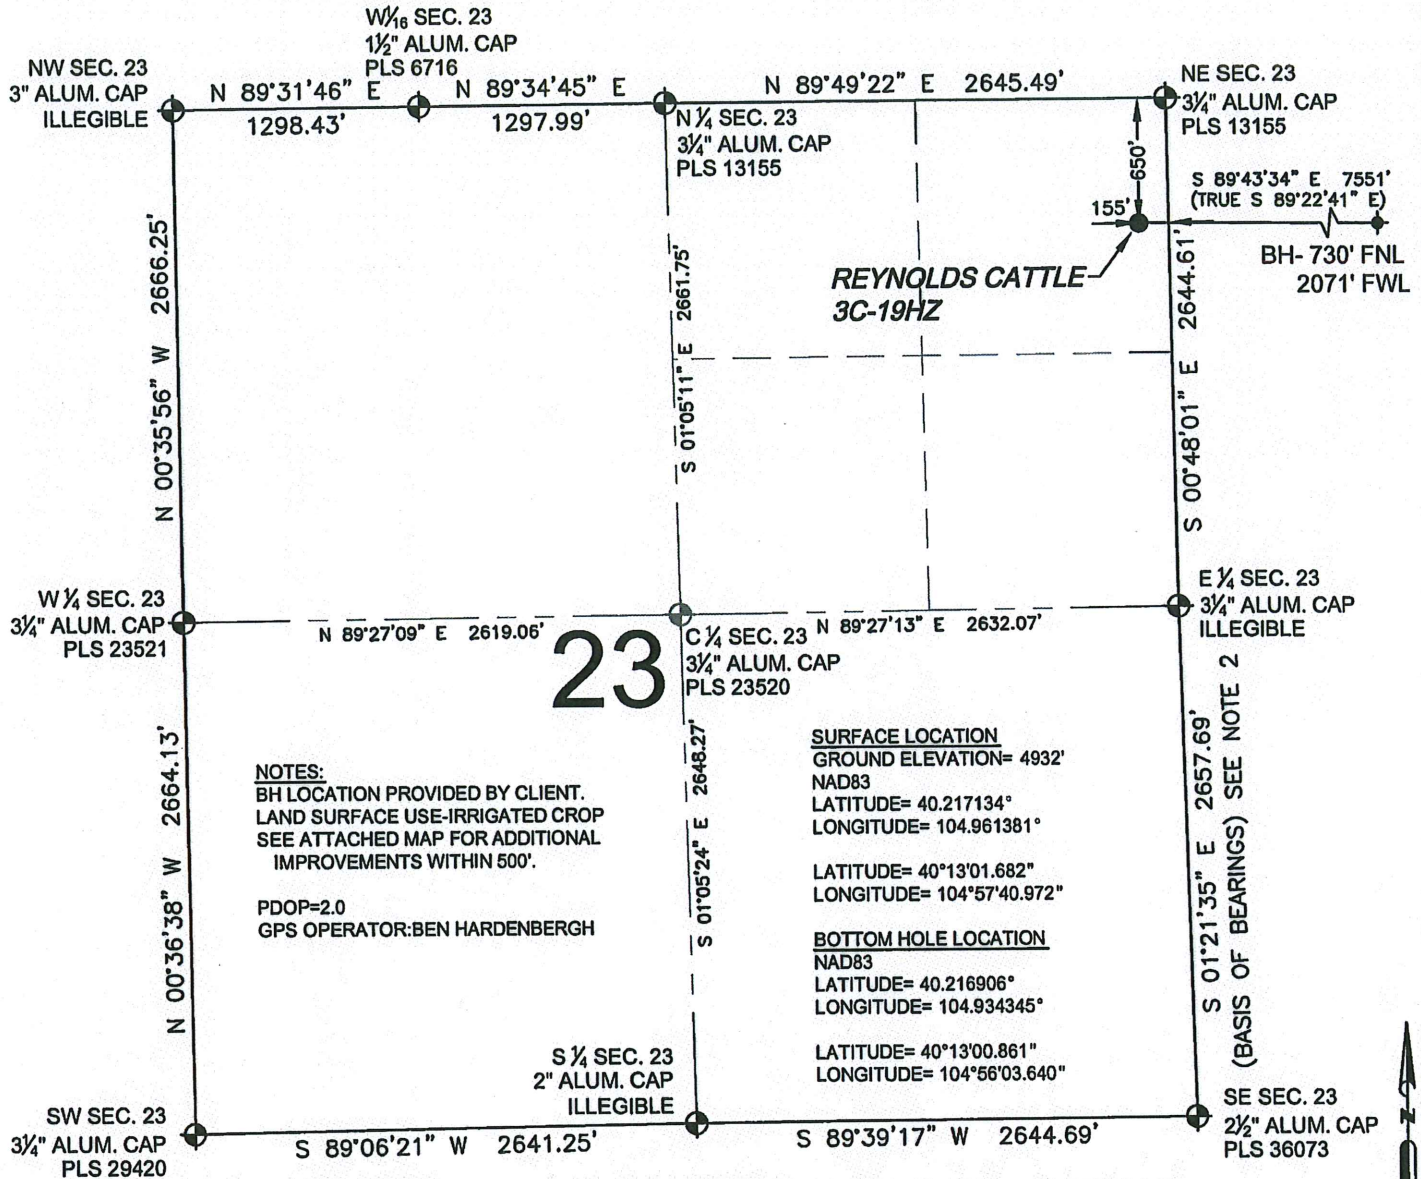 W 1/16 SEC. 23
1½" ALUM. CAP
PLS 6716
NW SEC. 23
3" ALUM. CAP
ILLEGIBLE
N 89°31'46" E
1298.43'
N 89°34'45" E
1297.99'
N 89°49'22" E 2645.49'
NE SEC. 23
3¼" ALUM. CAP
PLS 13155
N ¼ SEC. 23
3¼" ALUM. CAP
PLS 13155
650'
155'
S 89°43'34" E 7551'
(TRUE S 89°22'41" E)
BH- 730' FNL
2071' FWL
REYNOLDS CATTLE
3C-19HZ
N 00°35'56" W 2666.25'
S 01°05'11" E 2661.75'
S 00°48'01" E 2644.61'
W ¼ SEC. 23
3¼" ALUM. CAP
PLS 23521
N 89°27'09" E 2619.06'
23
C ¼ SEC. 23
3¼" ALUM. CAP
PLS 23520
N 89°27'13" E 2632.07'
E ¼ SEC. 23
3¼" ALUM. CAP
ILLEGIBLE
N 00°36'38" W 2664.13'
NOTES:
BH LOCATION PROVIDED BY CLIENT.
LAND SURFACE USE-IRRIGATED CROP
SEE ATTACHED MAP FOR ADDITIONAL
IMPROVEMENTS WITHIN 500'.
PDOP=2.0
GPS OPERATOR:BEN HARDENBERGH
S 01°05'24" E 2648.27'
SURFACE LOCATION
GROUND ELEVATION= 4932'
NAD83
LATITUDE= 40.217134°
LONGITUDE= 104.961381°
LATITUDE= 40°13'01.682"
LONGITUDE= 104°57'40.972"
BOTTOM HOLE LOCATION
NAD83
LATITUDE= 40.216906°
LONGITUDE= 104.934345°
LATITUDE= 40°13'00.861"
LONGITUDE= 104°56'03.640"
S 01°21'35" E 2657.69'
(BASIS OF BEARINGS) SEE NOTE 2
SW SEC. 23
3¼" ALUM. CAP
PLS 29420
S 89°06'21" W 2641.25'
S ¼ SEC. 23
2" ALUM. CAP
ILLEGIBLE
S 89°39'17" W 2644.69'
SE SEC. 23
2½" ALUM. CAP
PLS 36073